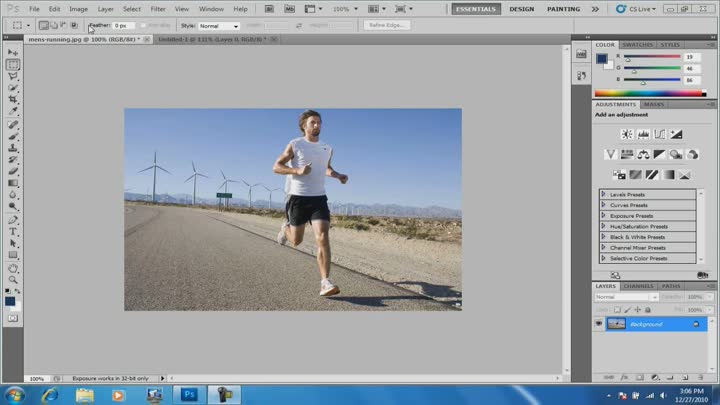 Ps File Edit Image Layer Select Filter View Window Help 100% ESSENTIALS DESIGN PAINTING >> CS Live
Feather: 0 px Anti-alias Style: Normal Width: Height: Refine Edge...
mens-running.jpg @ 100% (RGB/8#) * Untitled-1 @ 131% (Layer 0, RGB/8) *
COLOR SWATCHES STYLES
R 19
G 46
B 86
ADJUSTMENTS MASKS
Add an adjustment
Levels Presets
Curves Presets
Exposure Presets
Hue/Saturation Presets
Black & White Presets
Channel Mixer Presets
Selective Color Presets
LAYERS CHANNELS PATHS
Normal Opacity: 100%
Lock: Fill: 100%
Background
100% Exposure works in 32-bit only
Ps
3:06 PM
12/27/2010